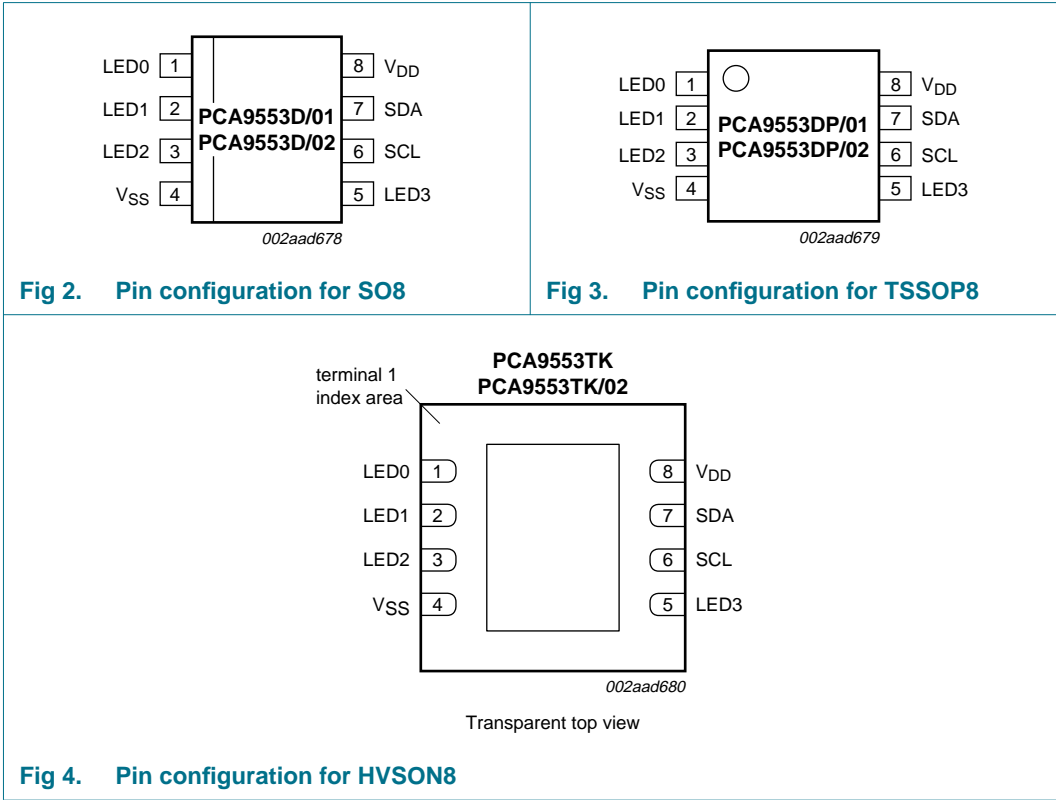 LED0 1
8 VDD
LED1 2
7 SDA
PCA9553D/01
PCA9553D/02
LED2 3
6 SCL
VSS 4
5 LED3
002aad678
Fig 2. Pin configuration for SO8
LED0 1
8 VDD
LED1 2
7 SDA
PCA9553DP/01
PCA9553DP/02
LED2 3
6 SCL
VSS 4
5 LED3
002aad679
Fig 3. Pin configuration for TSSOP8
PCA9553TK
PCA9553TK/02
terminal 1
index area
LED0 1
8 VDD
LED1 2
7 SDA
LED2 3
6 SCL
VSS 4
5 LED3
002aad680
Transparent top view
Fig 4. Pin configuration for HVSON8